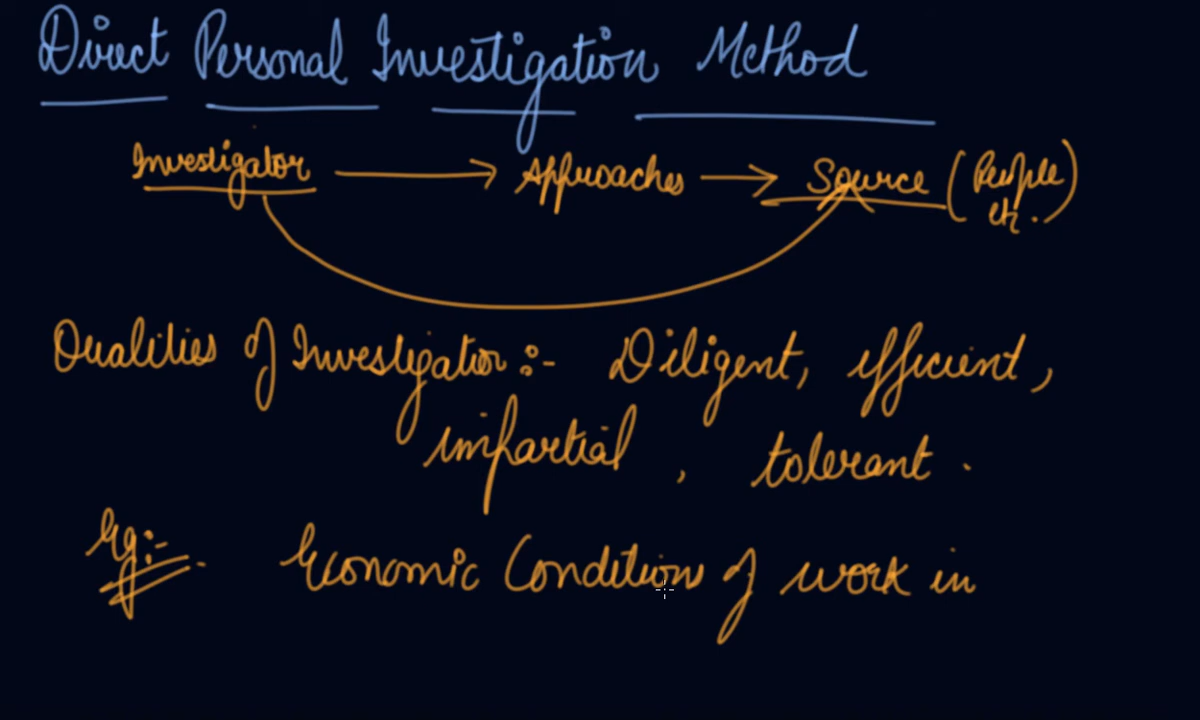 Direct Personal Investigation Method
Investigator → Approaches → Source (People
etc.)
Qualities of Investigator :- Diligent, efficient,
impartial, tolerant.
Eg:- Economic Condition of work in